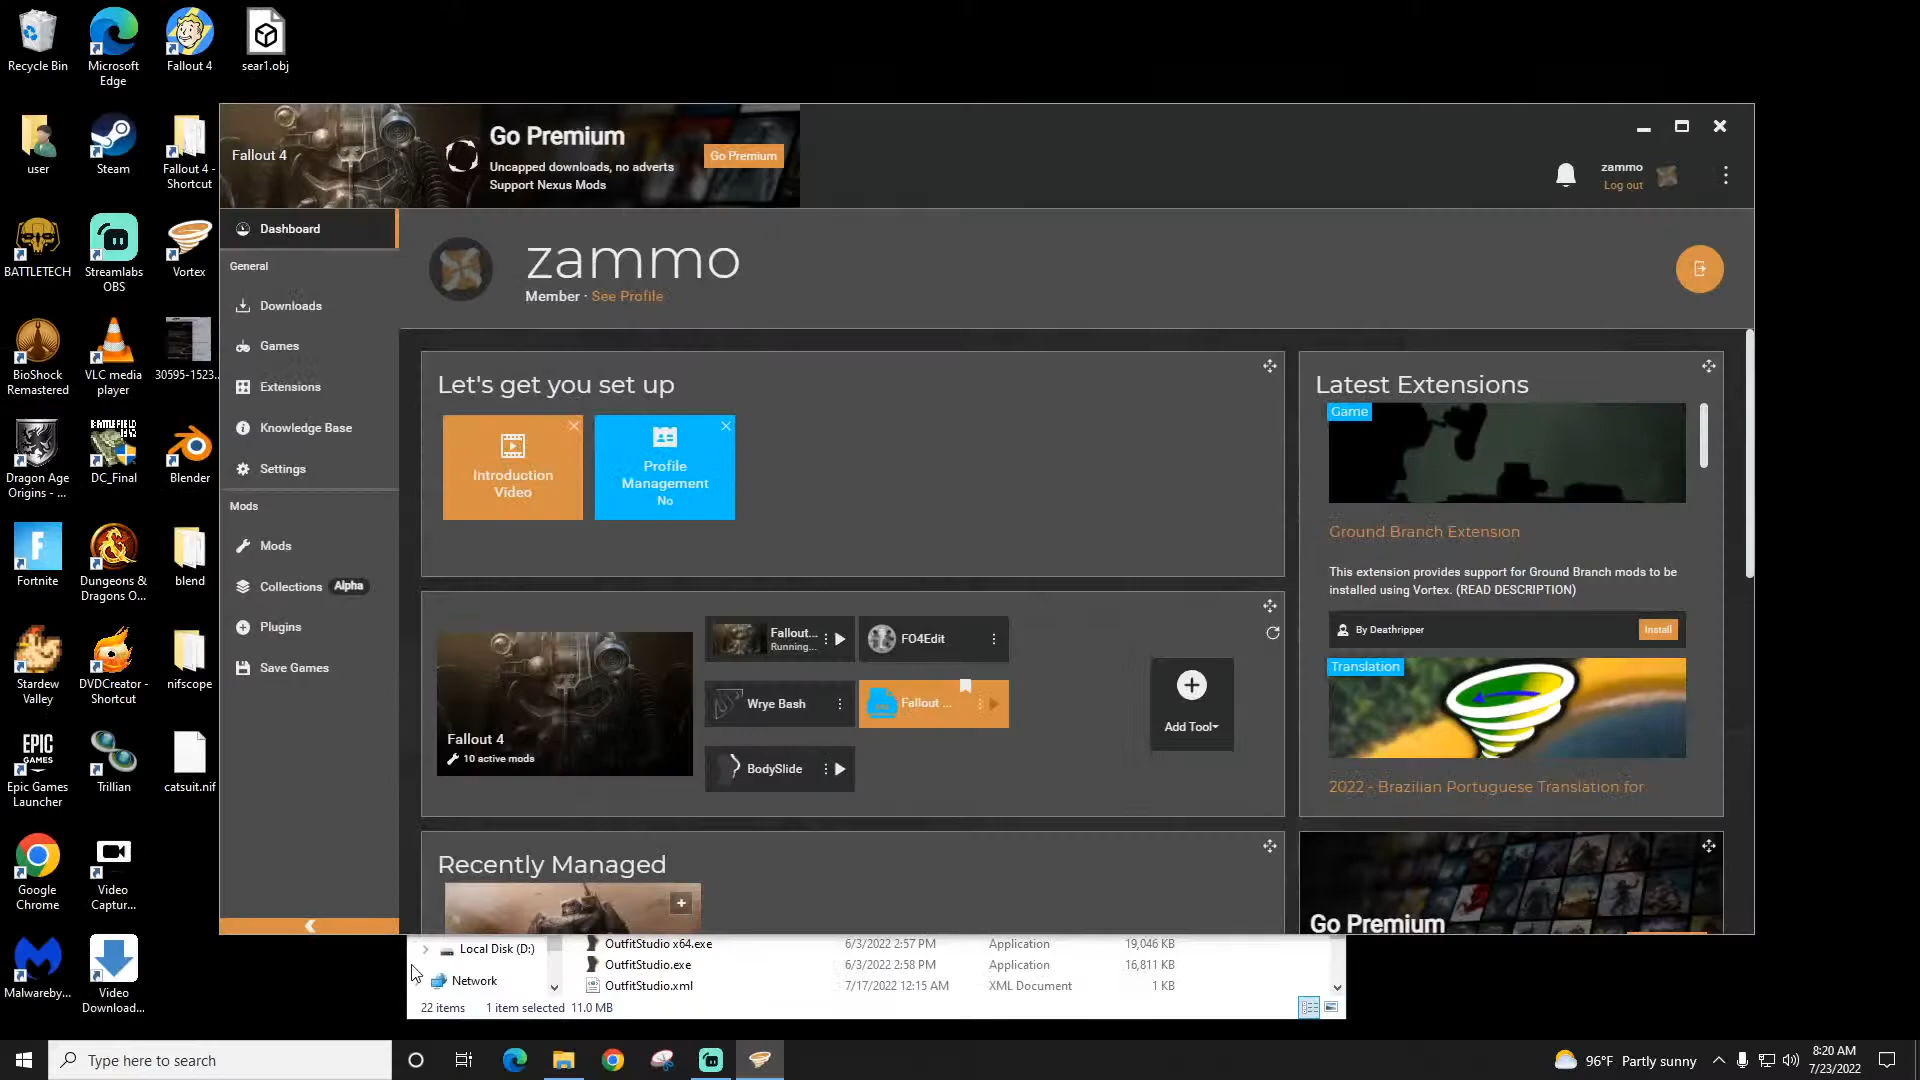 Recycle Bin
Microsoft
Edge
Fallout 4
sear1.obj
user
Steam
Fallout 4 -
Shortcut
BATTLETECH
Streamlabs
OBS
Vortex
BioShock
Remastered
VLC media
player
30595-1523...
Dragon Age
Origins - ...
BATTLEFIELD
1942
DC_Final
Blender
Fortnite
Dungeons &
Dragons O...
blend
Stardew
Valley
DVDCreator -
Shortcut
nifscope
EPIC
GAMES
Epic Games
Launcher
Trillian
catsuit.nif
Google
Chrome
Video
Captur...
Malwareby...
Video
Download...
Fallout 4
Go Premium
Uncapped downloads, no adverts
Support Nexus Mods
Go Premium
zammo
Log out
Dashboard
General
Downloads
Games
Extensions
Knowledge Base
Settings
Mods
Mods
Collections Alpha
Plugins
Save Games
zammo
Member · See Profile
Let's get you set up
Introduction
Video
Profile
Management
No
Fallout 4
10 active mods
Fallout...
Running...
FO4Edit
Wrye Bash
Fallout ...
BodySlide
Add Tool
Recently Managed
Latest Extensions
Game
Ground Branch Extension
This extension provides support for Ground Branch mods to be
installed using Vortex. (READ DESCRIPTION)
By Deathripper
Install
Translation
2022 - Brazilian Portuguese Translation for
Go Premium
Local Disk (D:)
Network
OutfitStudio x64.exe 6/3/2022 2:57 PM Application 19,046 KB
OutfitStudio.exe 6/3/2022 2:58 PM Application 16,811 KB
OutfitStudio.xml 7/17/2022 12:15 AM XML Document 1 KB
22 items 1 item selected 11.0 MB
Type here to search
96°F Partly sunny
8:20 AM
7/23/2022